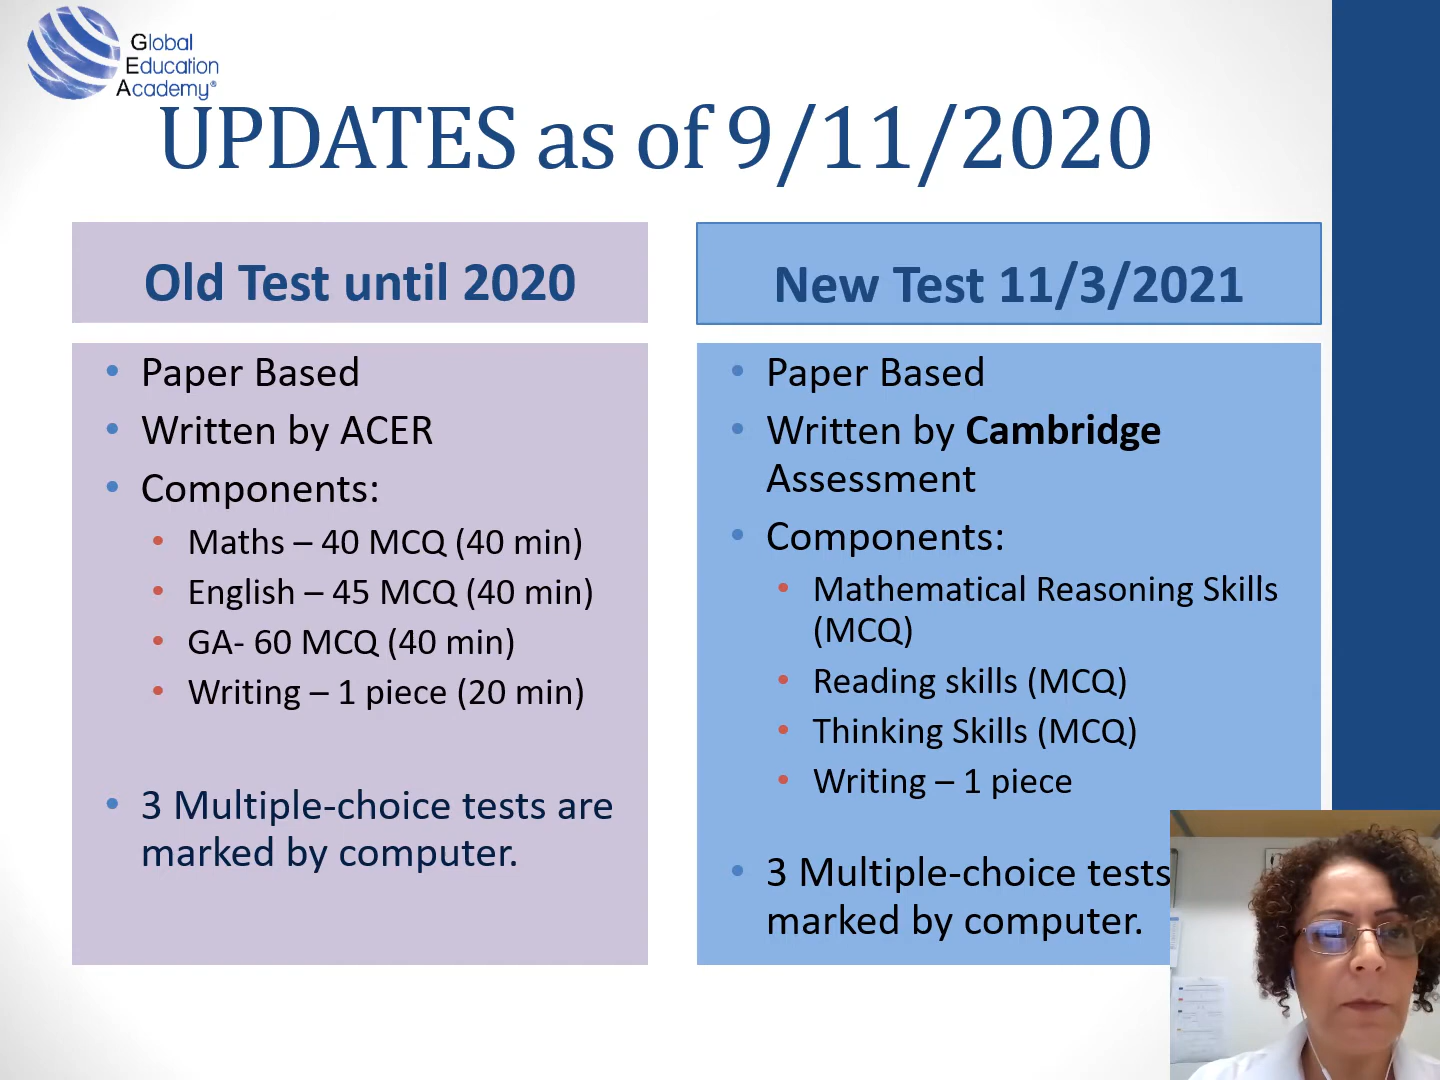 Global
Education
Academy®
UPDATES as of 9/11/2020
Old Test until 2020
• Paper Based
• Written by ACER
• Components:
• Maths – 40 MCQ (40 min)
• English – 45 MCQ (40 min)
• GA- 60 MCQ (40 min)
• Writing – 1 piece (20 min)
• 3 Multiple-choice tests are
marked by computer.
New Test 11/3/2021
• Paper Based
• Written by Cambridge
Assessment
• Components:
• Mathematical Reasoning Skills
(MCQ)
• Reading skills (MCQ)
• Thinking Skills (MCQ)
• Writing – 1 piece
• 3 Multiple-choice tests
marked by computer.